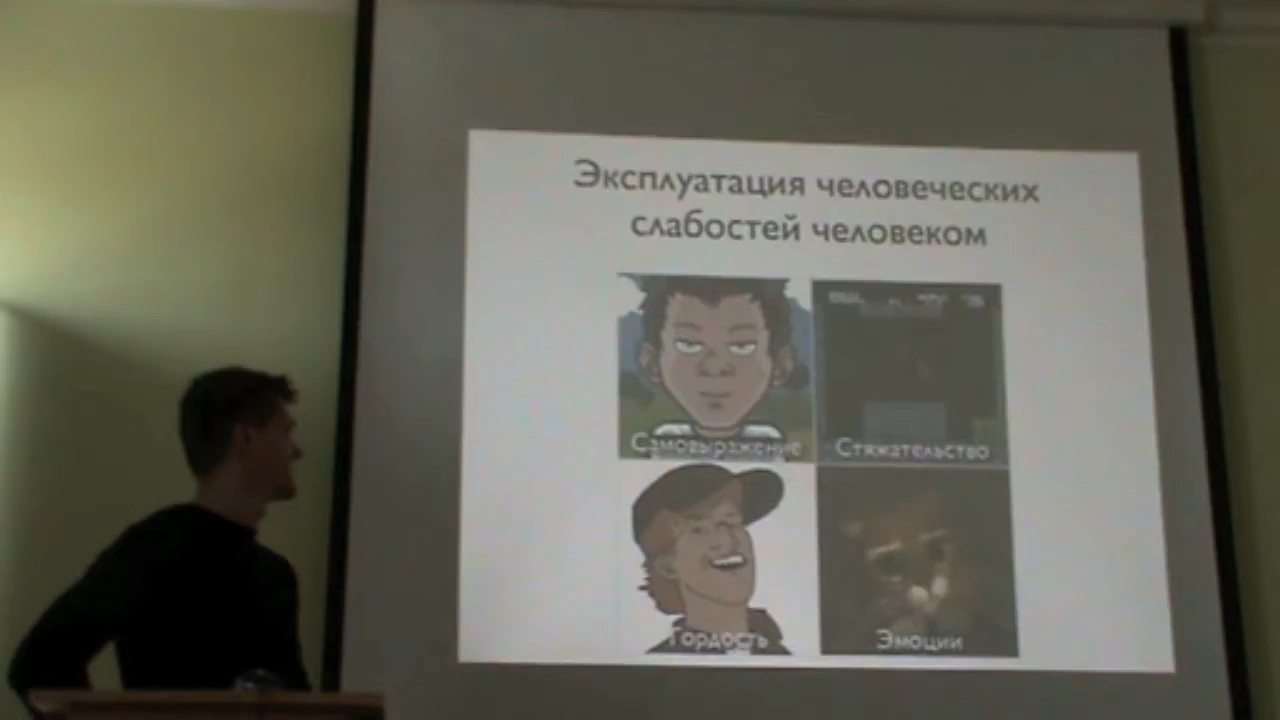 Эксплуатация человеческих
слабостей человеком
Самовыражение
Стяжательство
Гордость
Эмоции